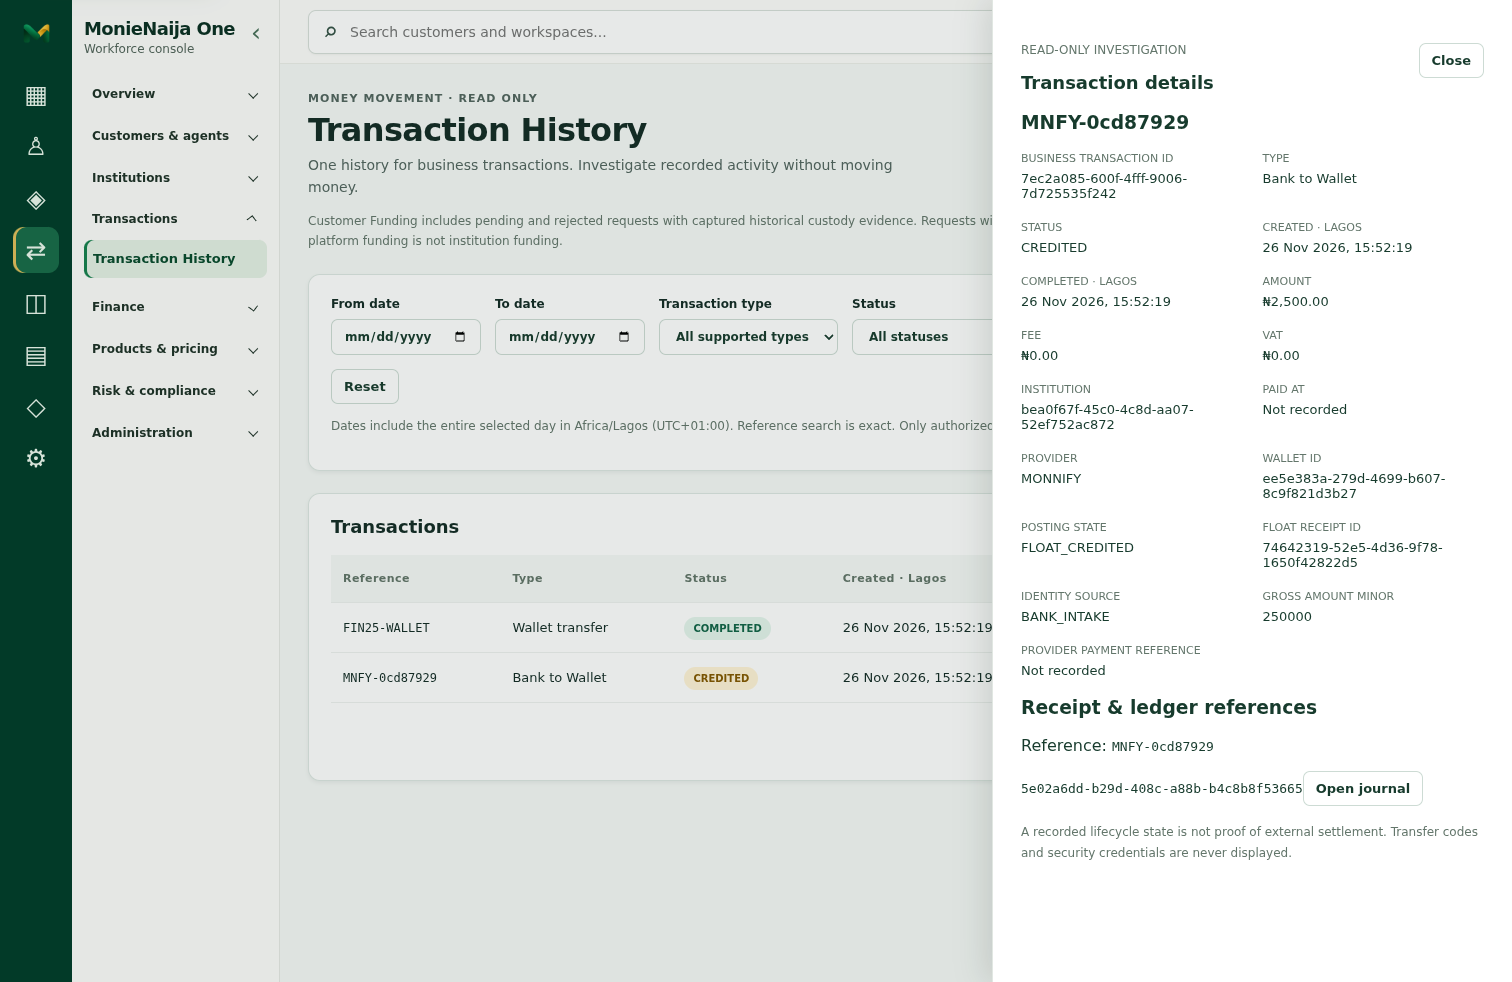 MonieNaija One
Workforce console
Overview
Customers & agents
Institutions
Transactions
Transaction History
Finance
Products & pricing
Risk & compliance
Administration
Search customers and workspaces...
MONEY MOVEMENT · READ ONLY
Transaction History
One history for business transactions. Investigate recorded activity without moving
money.
Customer Funding includes pending and rejected requests with captured historical custody evidence. Requests wi
platform funding is not institution funding.
From date
To date
Transaction type
Status
mm/dd/yyyy
mm/dd/yyyy
All supported types
All statuses
Reset
Dates include the entire selected day in Africa/Lagos (UTC+01:00). Reference search is exact. Only authorized
Transactions
Reference Type Status Created · Lagos
FIN25-WALLET Wallet transfer COMPLETED 26 Nov 2026, 15:52:19
MNFY-0cd87929 Bank to Wallet CREDITED 26 Nov 2026, 15:52:19
READ-ONLY INVESTIGATION
Close
Transaction details
MNFY-0cd87929
BUSINESS TRANSACTION ID
7ec2a085-600f-4fff-9006-
7d725535f242
TYPE
Bank to Wallet
STATUS
CREDITED
CREATED · LAGOS
26 Nov 2026, 15:52:19
COMPLETED · LAGOS
26 Nov 2026, 15:52:19
AMOUNT
₦2,500.00
FEE
₦0.00
VAT
₦0.00
INSTITUTION
bea0f67f-45c0-4c8d-aa07-
52ef752ac872
PAID AT
Not recorded
PROVIDER
MONNIFY
WALLET ID
ee5e383a-279d-4699-b607-
8c9f821d3b27
POSTING STATE
FLOAT_CREDITED
FLOAT RECEIPT ID
74642319-52e5-4d36-9f78-
1650f42822d5
IDENTITY SOURCE
BANK_INTAKE
GROSS AMOUNT MINOR
250000
PROVIDER PAYMENT REFERENCE
Not recorded
Receipt & ledger references
Reference: MNFY-0cd87929
5e02a6dd-b29d-408c-a88b-b4c8b8f53665
Open journal
A recorded lifecycle state is not proof of external settlement. Transfer codes
and security credentials are never displayed.